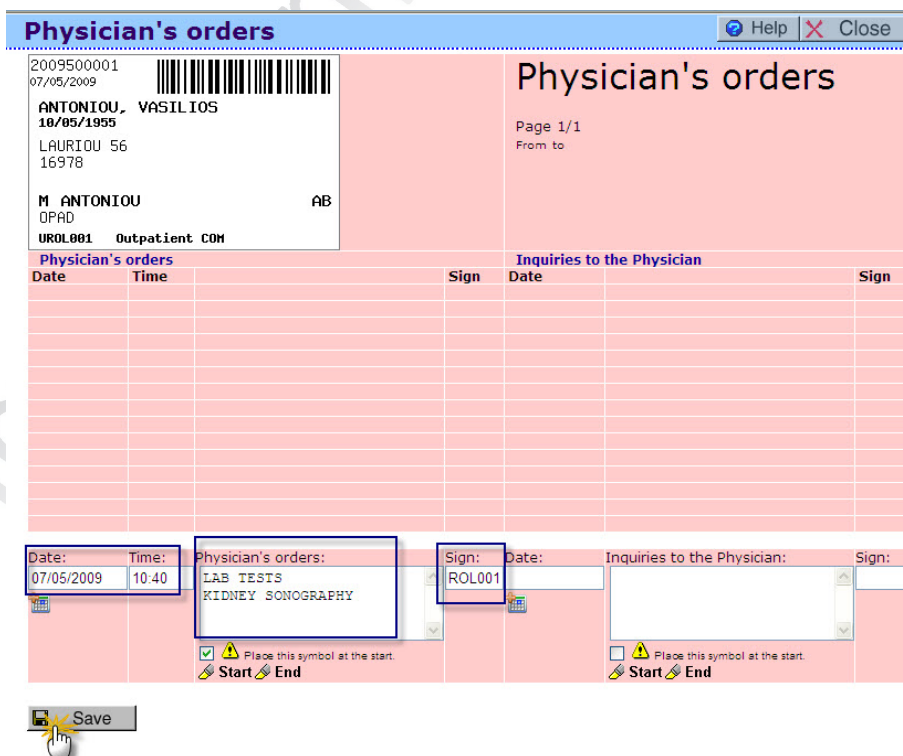 Physician's orders
Help
Close
2009500001
07/05/2009
ANTONIOU, VASILIOS
10/05/1955
LAURIOU 56
16978
M ANTONIOU AB
OPAD
UROL001 Outpatient COM
Physician's orders
Page 1/1
From to
Physician's orders
Inquiries to the Physician
Date Time Sign Date Sign
Date: Time: Physician's orders: Sign: Date: Inquiries to the Physician: Sign:
07/05/2009 10:40 LAB TESTS ROL001
KIDNEY SONOGRAPHY
Place this symbol at the start. Place this symbol at the start.
Start End Start End
Save